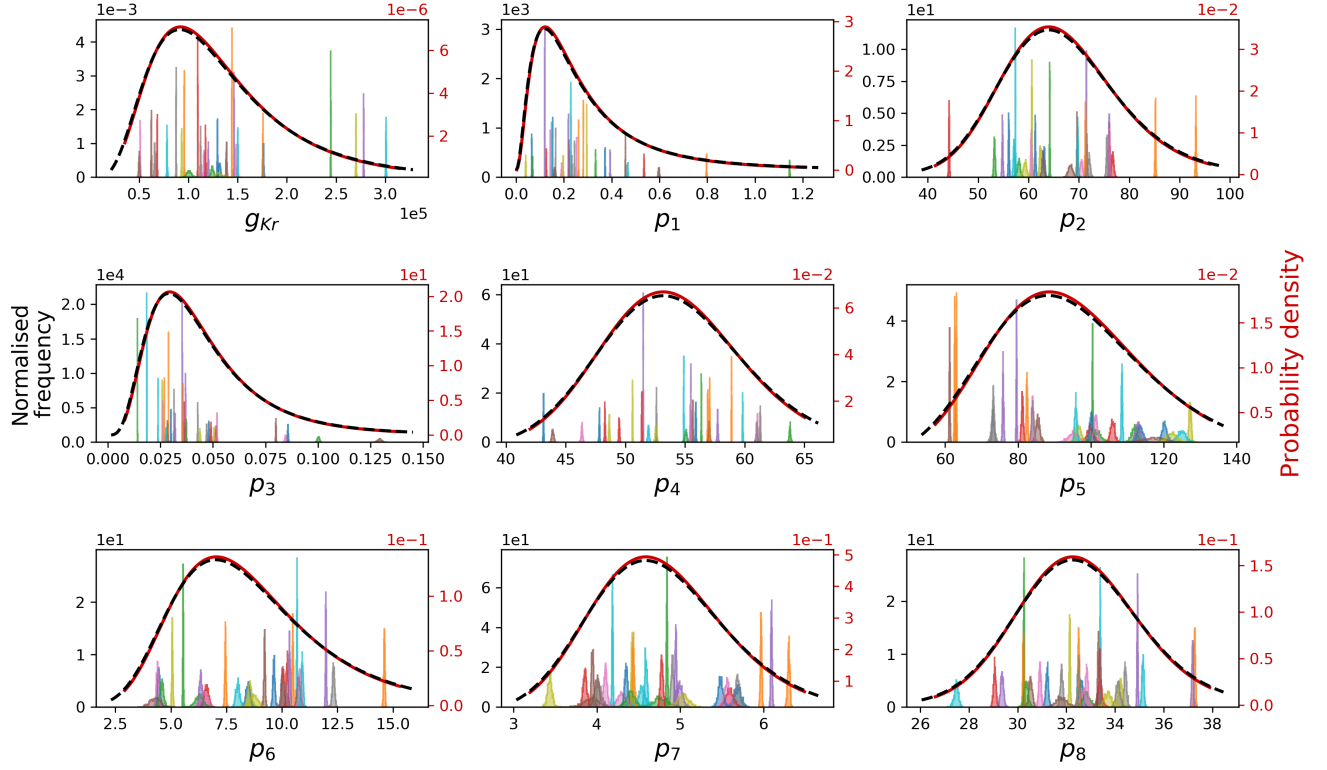 1e−3 1e−6
4
3
2
1
0
6
4
2
0.5 1.0 1.5 2.0 2.5 3.0
1e5
g_Kr
1e3
3
2
1
0
3
2
1
0
0.0 0.2 0.4 0.6 0.8 1.0 1.2
p_1
1e1 1e−2
1.00
0.75
0.50
0.25
0.00
3
2
1
0
40 50 60 70 80 90 100
p_2
Normalised
frequency
1e4 1e1
2.0
1.5
1.0
0.5
0.0
2.0
1.5
1.0
0.5
0.0
0.000 0.025 0.050 0.075 0.100 0.125 0.150
p_3
1e1 1e−2
6
4
2
0
6
4
2
40 45 50 55 60 65
p_4
1e−2
4
2
0
1.5
1.0
0.5
60 80 100 120 140
p_5
Probability density
1e1 1e−1
2
1
0
1.0
0.5
0.0
2.5 5.0 7.5 10.0 12.5 15.0
p_6
1e1 1e−1
6
4
2
0
5
4
3
2
1
3 4 5 6
p_7
1e1 1e−1
2
1
0
1.5
1.0
0.5
0.0
26 28 30 32 34 36 38
p_8